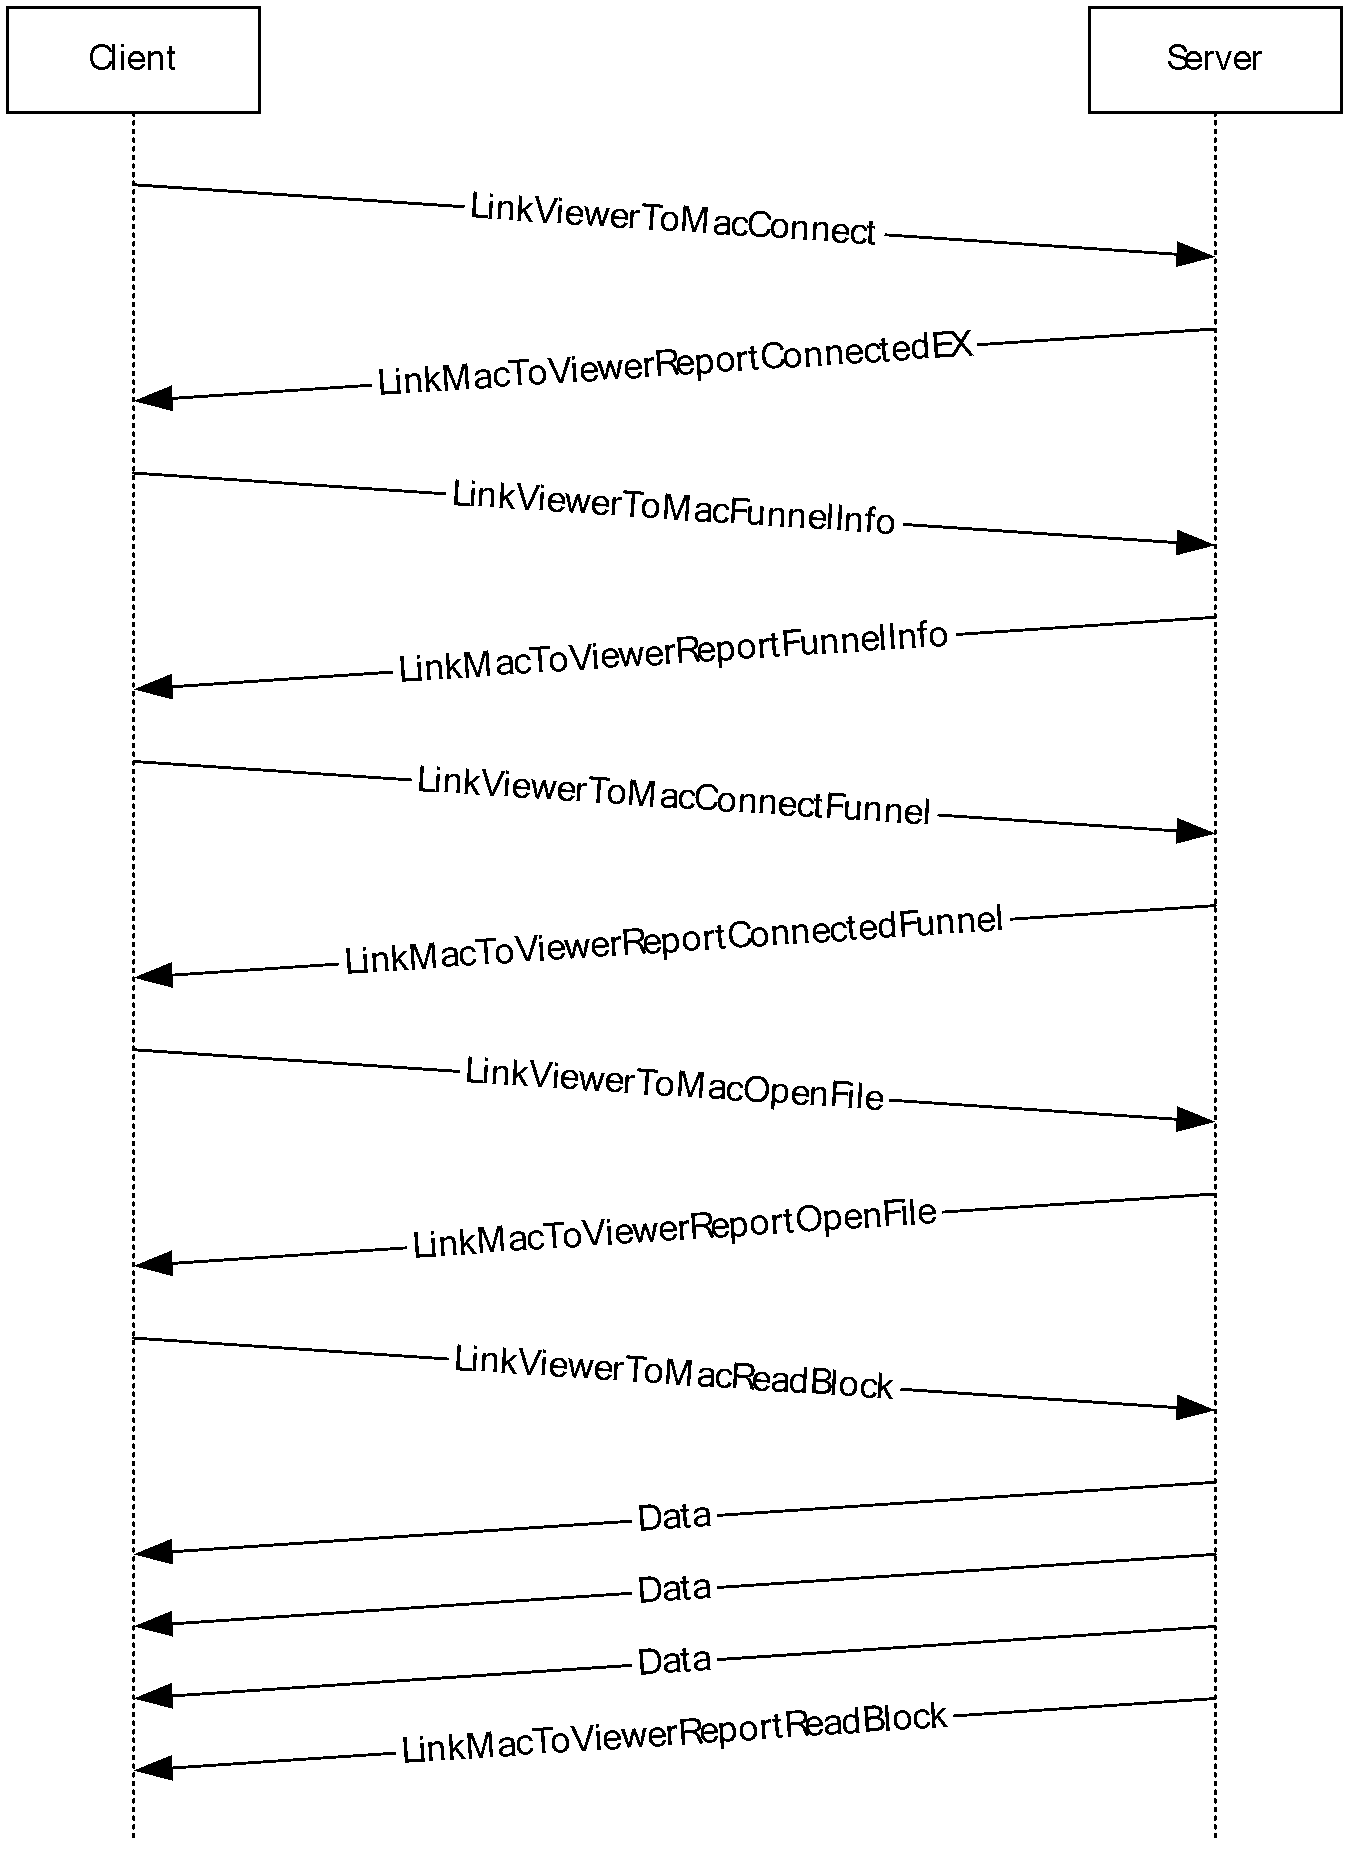 Client
Server
LinkViewerToMacConnect
LinkMacToViewerReportConnectedEX
LinkViewerToMacFunnelInfo
LinkMacToViewerReportFunnelInfo
LinkViewerToMacConnectFunnel
LinkMacToViewerReportConnectedFunnel
LinkViewerToMacOpenFile
LinkMacToViewerReportOpenFile
LinkViewerToMacReadBlock
Data
Data
Data
LinkMacToViewerReportReadBlock